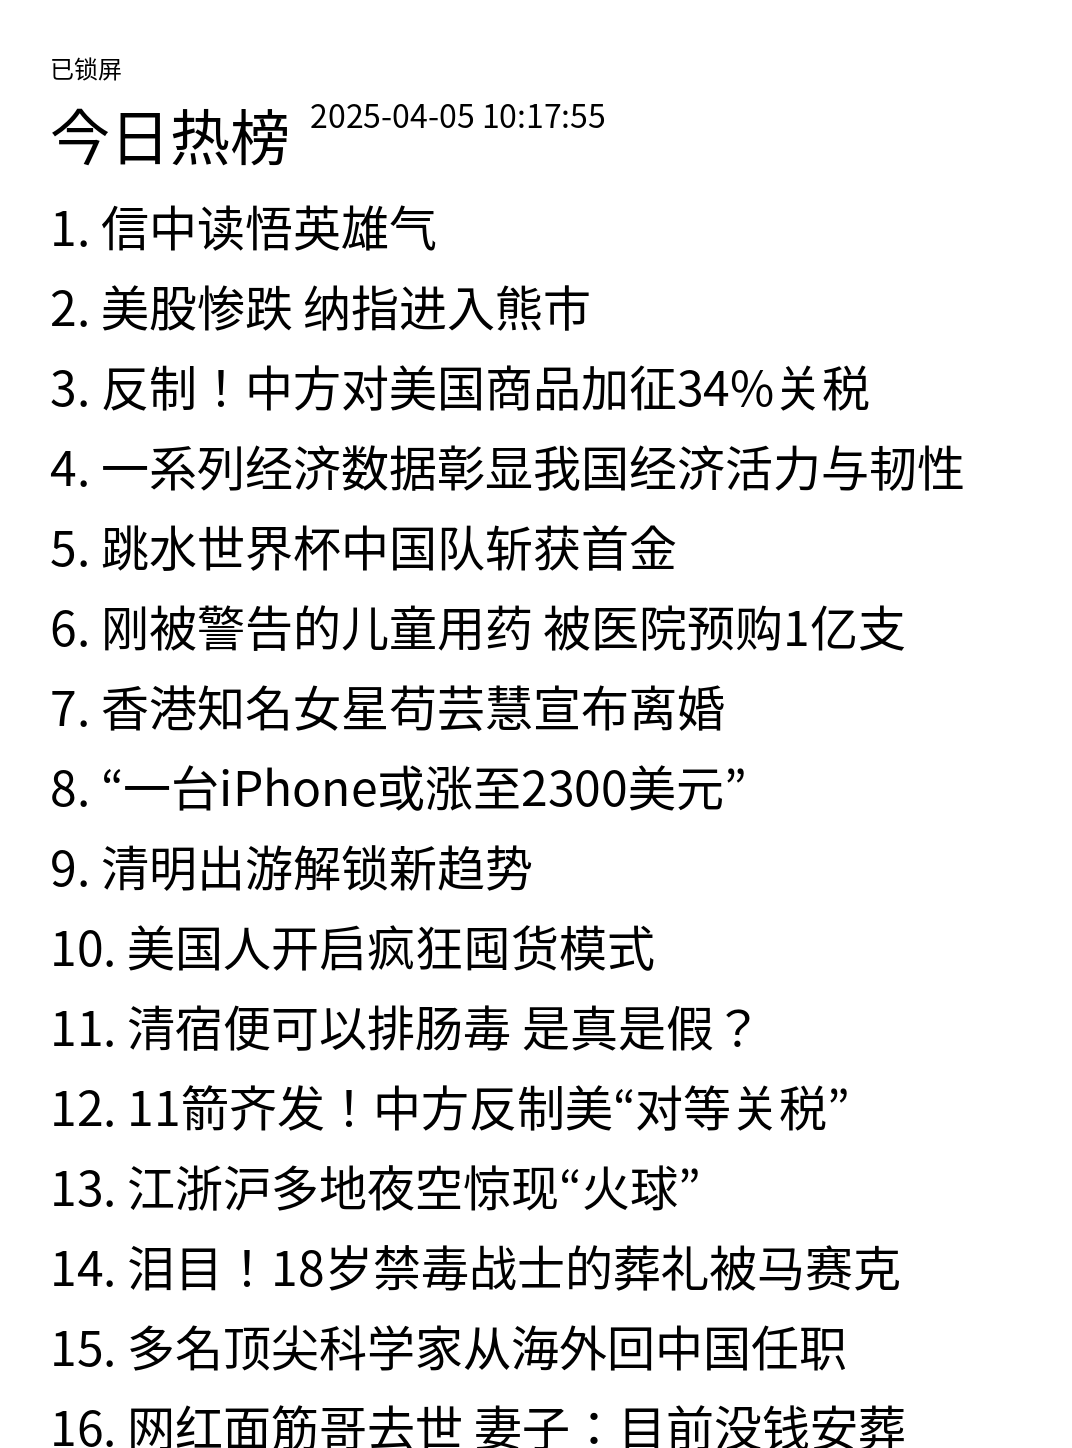 已锁屏
今日热榜 2025-04-05 10:17:55
1. 信中读悟英雄气
2. 美股惨跌 纳指进入熊市
3. 反制！中方对美国商品加征34%关税
4. 一系列经济数据彰显我国经济活力与韧性
5. 跳水世界杯中国队斩获首金
6. 刚被警告的儿童用药 被医院预购1亿支
7. 香港知名女星苟芸慧宣布离婚
8. “一台iPhone或涨至2300美元”
9. 清明出游解锁新趋势
10. 美国人开启疯狂囤货模式
11. 清宿便可以排肠毒 是真是假？
12. 11箭齐发！中方反制美“对等关税”
13. 江浙沪多地夜空惊现“火球”
14. 泪目！18岁禁毒战士的葬礼被马赛克
15. 多名顶尖科学家从海外回中国任职
16. 网红面筋哥去世 妻子：目前没钱安葬